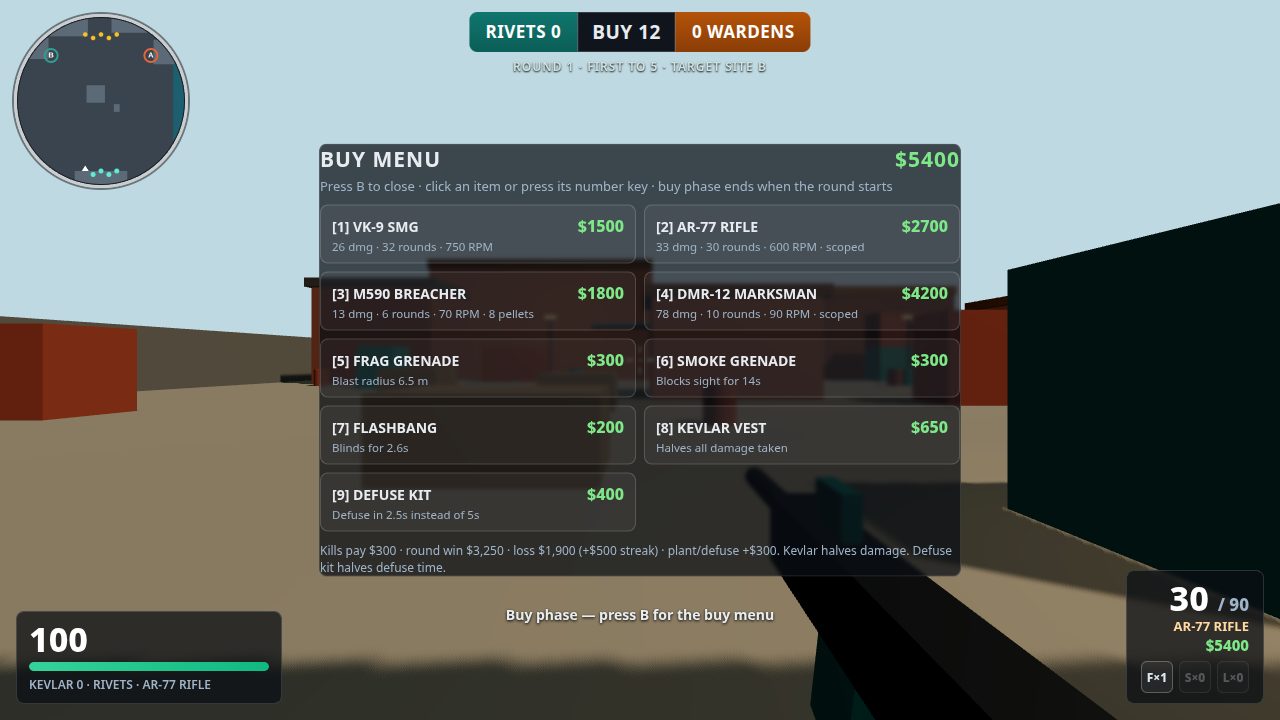 B
A
RIVETS 0
BUY 12
0 WARDENS
ROUND 1 · FIRST TO 5 · TARGET SITE B
BUY MENU
$5400
Press B to close · click an item or press its number key · buy phase ends when the round starts
[1] VK-9 SMG
$1500
26 dmg · 32 rounds · 750 RPM
[2] AR-77 RIFLE
$2700
33 dmg · 30 rounds · 600 RPM · scoped
[3] M590 BREACHER
$1800
13 dmg · 6 rounds · 70 RPM · 8 pellets
[4] DMR-12 MARKSMAN
$4200
78 dmg · 10 rounds · 90 RPM · scoped
[5] FRAG GRENADE
$300
Blast radius 6.5 m
[6] SMOKE GRENADE
$300
Blocks sight for 14s
[7] FLASHBANG
$200
Blinds for 2.6s
[8] KEVLAR VEST
$650
Halves all damage taken
[9] DEFUSE KIT
$400
Defuse in 2.5s instead of 5s
Kills pay $300 · round win $3,250 · loss $1,900 (+$500 streak) · plant/defuse +$300. Kevlar halves damage. Defuse
kit halves defuse time.
Buy phase — press B for the buy menu
100
KEVLAR 0 · RIVETS · AR-77 RIFLE
30 / 90
AR-77 RIFLE
$5400
F×1 S×0 L×0